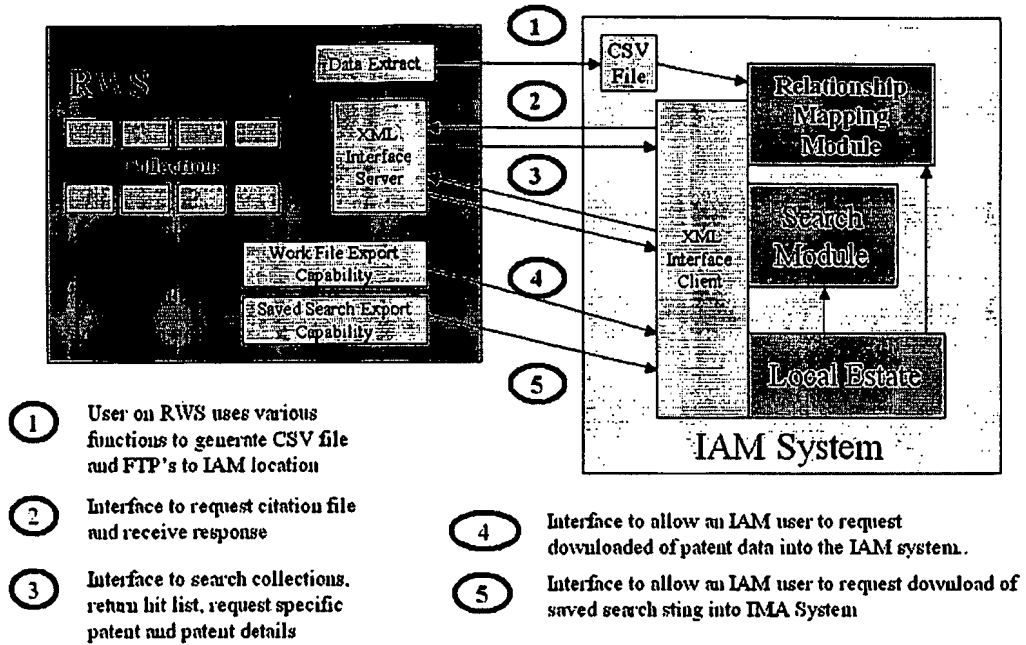 1
Data Extract
CSV
File
RWS
2
Relationship
Mapping
Module
XML
Interface
Server
Collections
3
Search
Module
XML
Interface
Client
Work File Export
Capability
4
Saved Search Export
Capability
5
Local Estate
IAM System
1
User on RWS uses various
functions to generate CSV file
and FTP's to IAM location
2
Interface to request citation file
and receive response
3
Interface to search collections,
return hit list, request specific
patent and patent details
4
Interface to allow an IAM user to request
downloaded of patent data into the IAM system..
5
Interface to allow an IAM user to request download of
saved search sting into IMA System